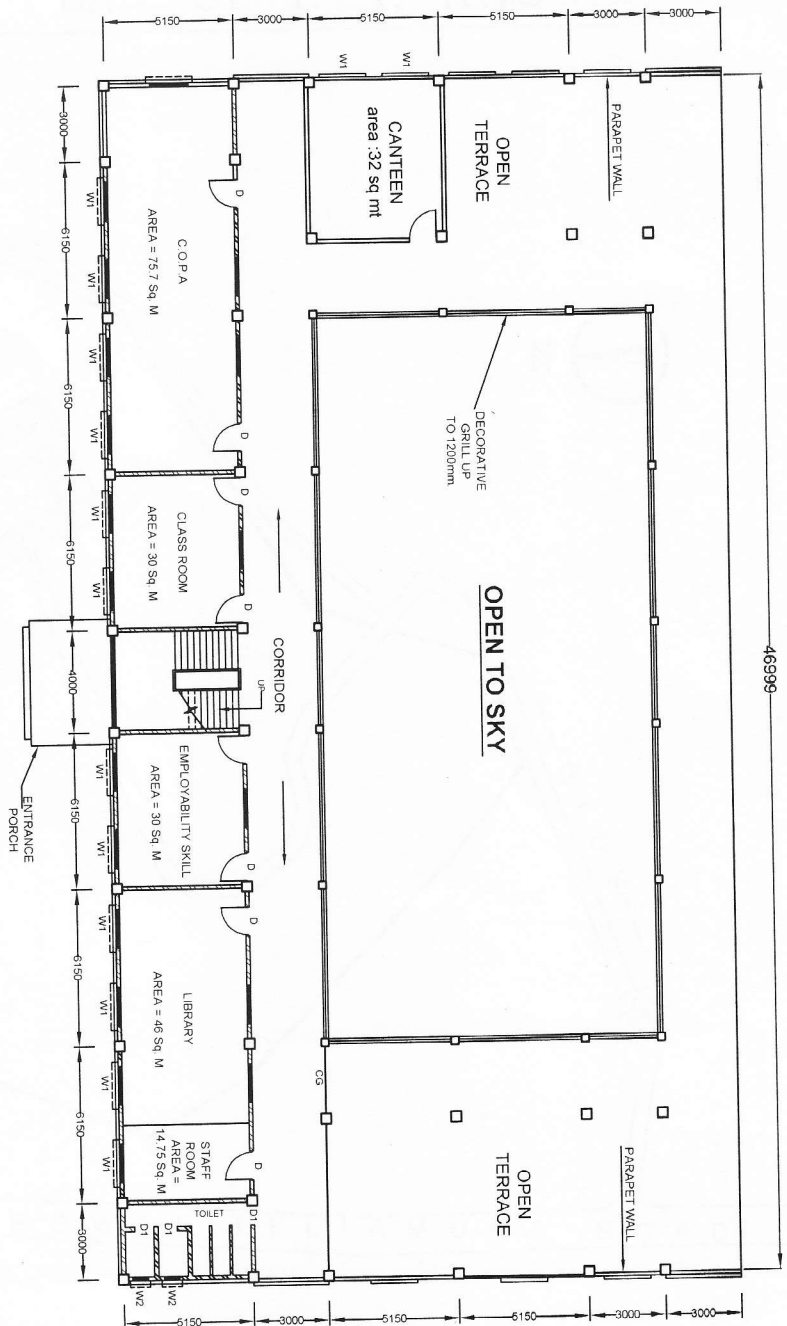 5150
3000
5150
5150
3000
3000
W1
W1
46999
PARAPET WALL
OPEN
TERRACE
CANTEEN
area :32 sq mt
3000
D
W1
C.O.P.A
AREA = 75.7 Sq. M
6150
W1
W1
6150
W1
D
DECORATIVE
GRILL UP
TO 1200mm
D
W1
CLASS ROOM
AREA = 30 Sq. M
6150
W1
D
OPEN TO SKY
CORRIDOR
UP
4000
ENTRANCE
PORCH
W1
EMPLOYABILITY SKILL
AREA = 30 Sq. M
6150
W1
D
D
W1
LIBRARY
AREA = 46 Sq. M
6150
W1
CG
W1
6150
STAFF
ROOM
AREA =
14.75 Sq. M
D
W1
OPEN
TERRACE
PARAPET WALL
TOILET
D1
D1
D1
3000
W2
W2
5150
3000
5150
5150
3000
3000